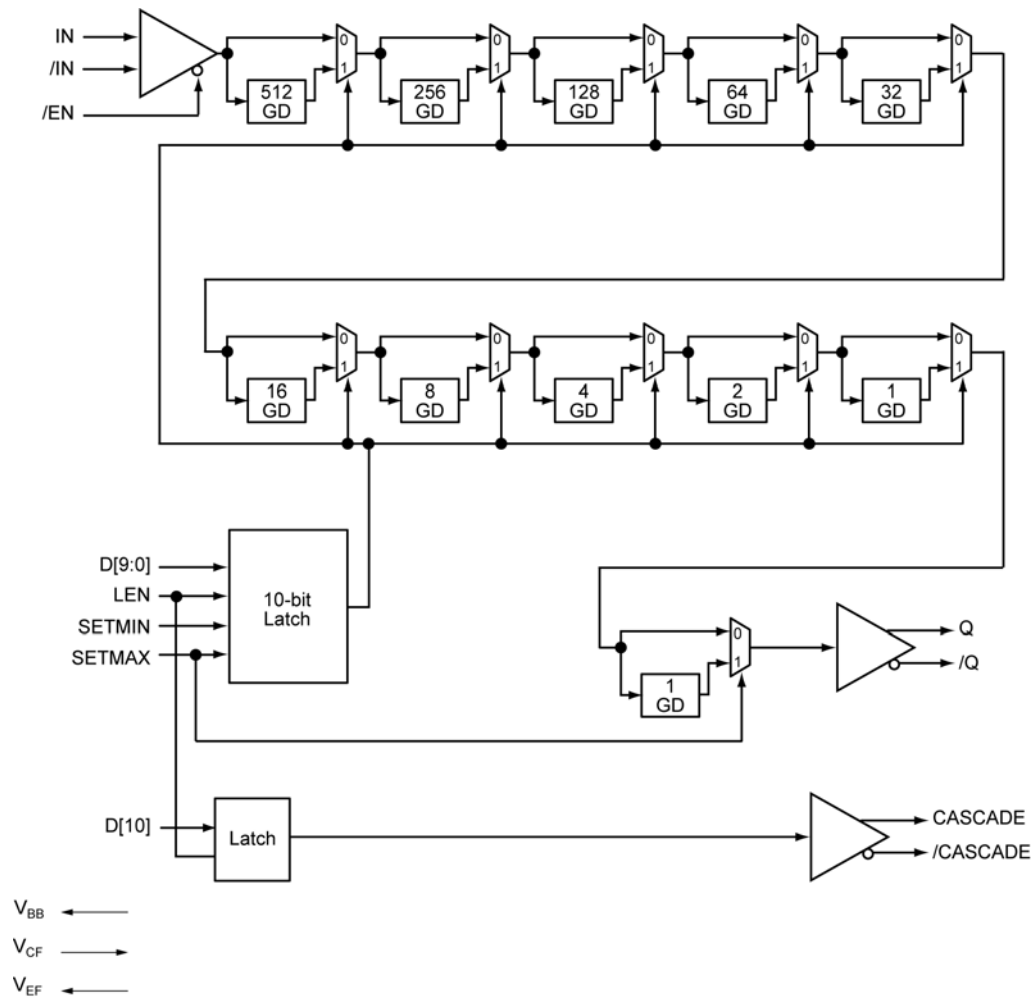 IN
/IN
/EN
0
1
0
1
0
1
0
1
0
1
512
GD
256
GD
128
GD
64
GD
32
GD
0
1
0
1
0
1
0
1
0
1
16
GD
8
GD
4
GD
2
GD
1
GD
D[9:0]
LEN
SETMIN
SETMAX
10-bit
Latch
0
1
1
GD
Q
/Q
D[10]
Latch
CASCADE
/CASCADE
VBB
VCF
VEF